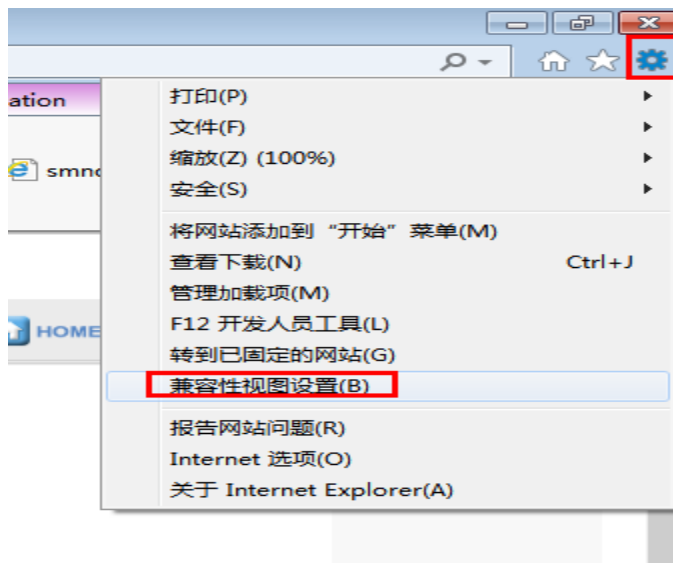 ation
打印(P)
文件(F)
smno
缩放(Z) (100%)
安全(S)
将网站添加到“开始”菜单(M)
查看下载(N) Ctrl+J
管理加载项(M)
HOME
F12 开发人员工具(L)
转到已固定的网站(G)
兼容性视图设置(B)
报告网站问题(R)
Internet 选项(O)
关于 Internet Explorer(A)